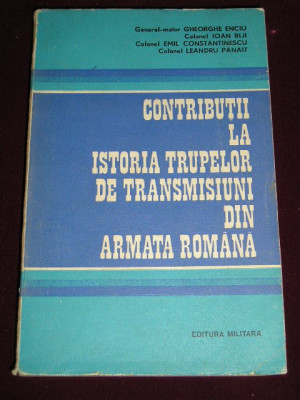 General-maior GHEORGHE ENCIU
Colonel IOAN BIJI
Colonel EMIL CONSTANTINESCU
Colonel LEANDRU PANAIT
CONTRIBUȚII
LA
ISTORIA TRUPELOR
DE TRANSMISIUNI
DIN
ARMATA ROMÂNĂ
EDITURA MILITARĂ